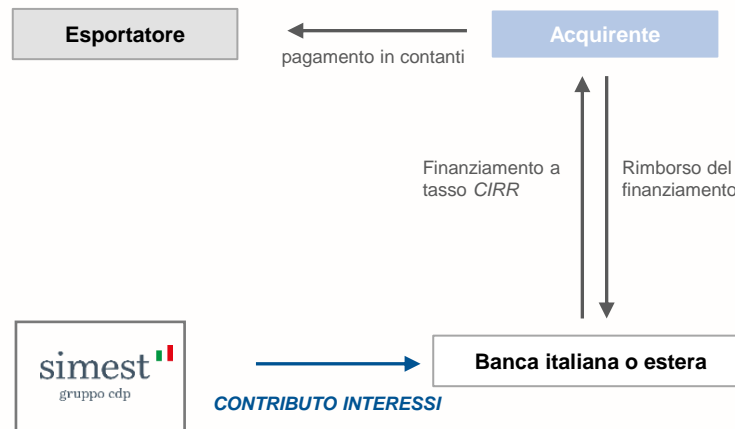 Esportatore
Acquirente
pagamento in contanti
Finanziamento a
tasso CIRR
Rimborso del
finanziamento
simest
gruppo cdp
CONTRIBUTO INTERESSI
Banca italiana o estera